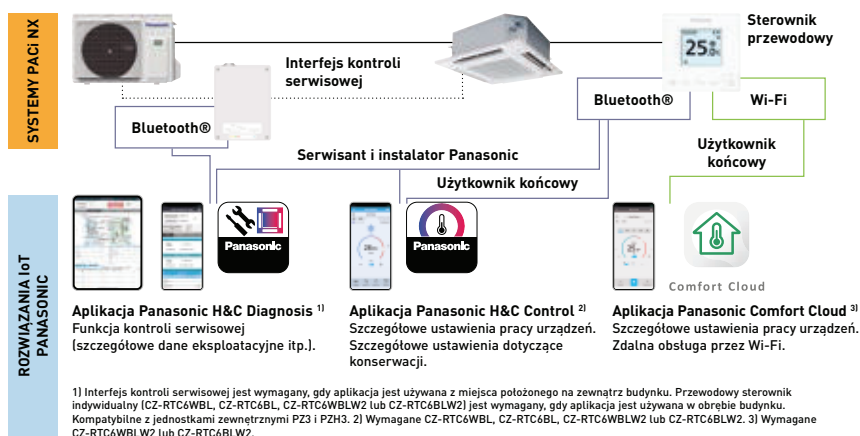 SYSTEMY PACi NX
Sterownik
przewodowy
Interfejs kontroli
serwisowej
Bluetooth®
Bluetooth®
Wi-Fi
Serwisant i instalator Panasonic
Użytkownik końcowy
Użytkownik
końcowy
ROZWIĄZANIA IoT
PANASONIC
Panasonic
Panasonic
Comfort Cloud
Aplikacja Panasonic H&C Diagnosis 1)
Funkcja kontroli serwisowej
(szczegółowe dane eksploatacyjne itp.).
Aplikacja Panasonic H&C Control 2)
Szczegółowe ustawienia pracy urządzeń.
Szczegółowe ustawienia dotyczące
konserwacji.
Aplikacja Panasonic Comfort Cloud 3)
Szczegółowe ustawienia pracy urządzeń.
Zdalna obsługa przez Wi-Fi.
1) Interfejs kontroli serwisowej jest wymagany, gdy aplikacja jest używana z miejsca położonego na zewnątrz budynku. Przewodowy sterownik
indywidualny (CZ-RTC6WBL, CZ-RTC6BL, CZ-RTC6WBLW2 lub CZ-RTC6BLW2) jest wymagany, gdy aplikacja jest używana w obrębie budynku.
Kompatybilne z jednostkami zewnętrznymi PZ3 i PZH3. 2) Wymagane CZ-RTC6WBL, CZ-RTC6BL, CZ-RTC6WBLW2 lub CZ-RTC6BLW2. 3) Wymagane
CZ-RTC6WBLW2 lub CZ-RTC6BLW2.